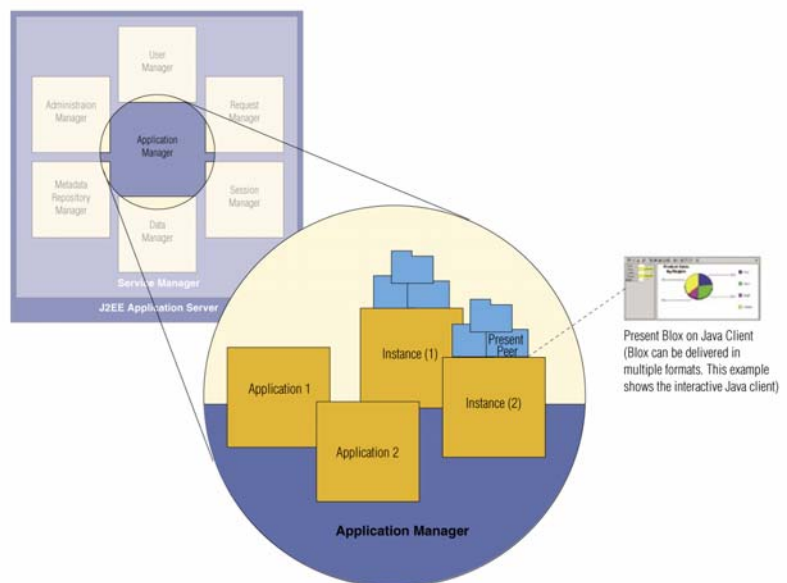 User
Manager
Administraion
Manager
Request
Manager
Application
Manager
Metadata
Repository
Manager
Session
Manager
Data
Manager
Service Manager
J2EE Application Server
Present
Peer
Instance (1)
Application 1
Instance (2)
Application 2
Application Manager
Present Blox on Java Client
(Blox can be delivered in
multiple formats. This example
shows the interactive Java client)